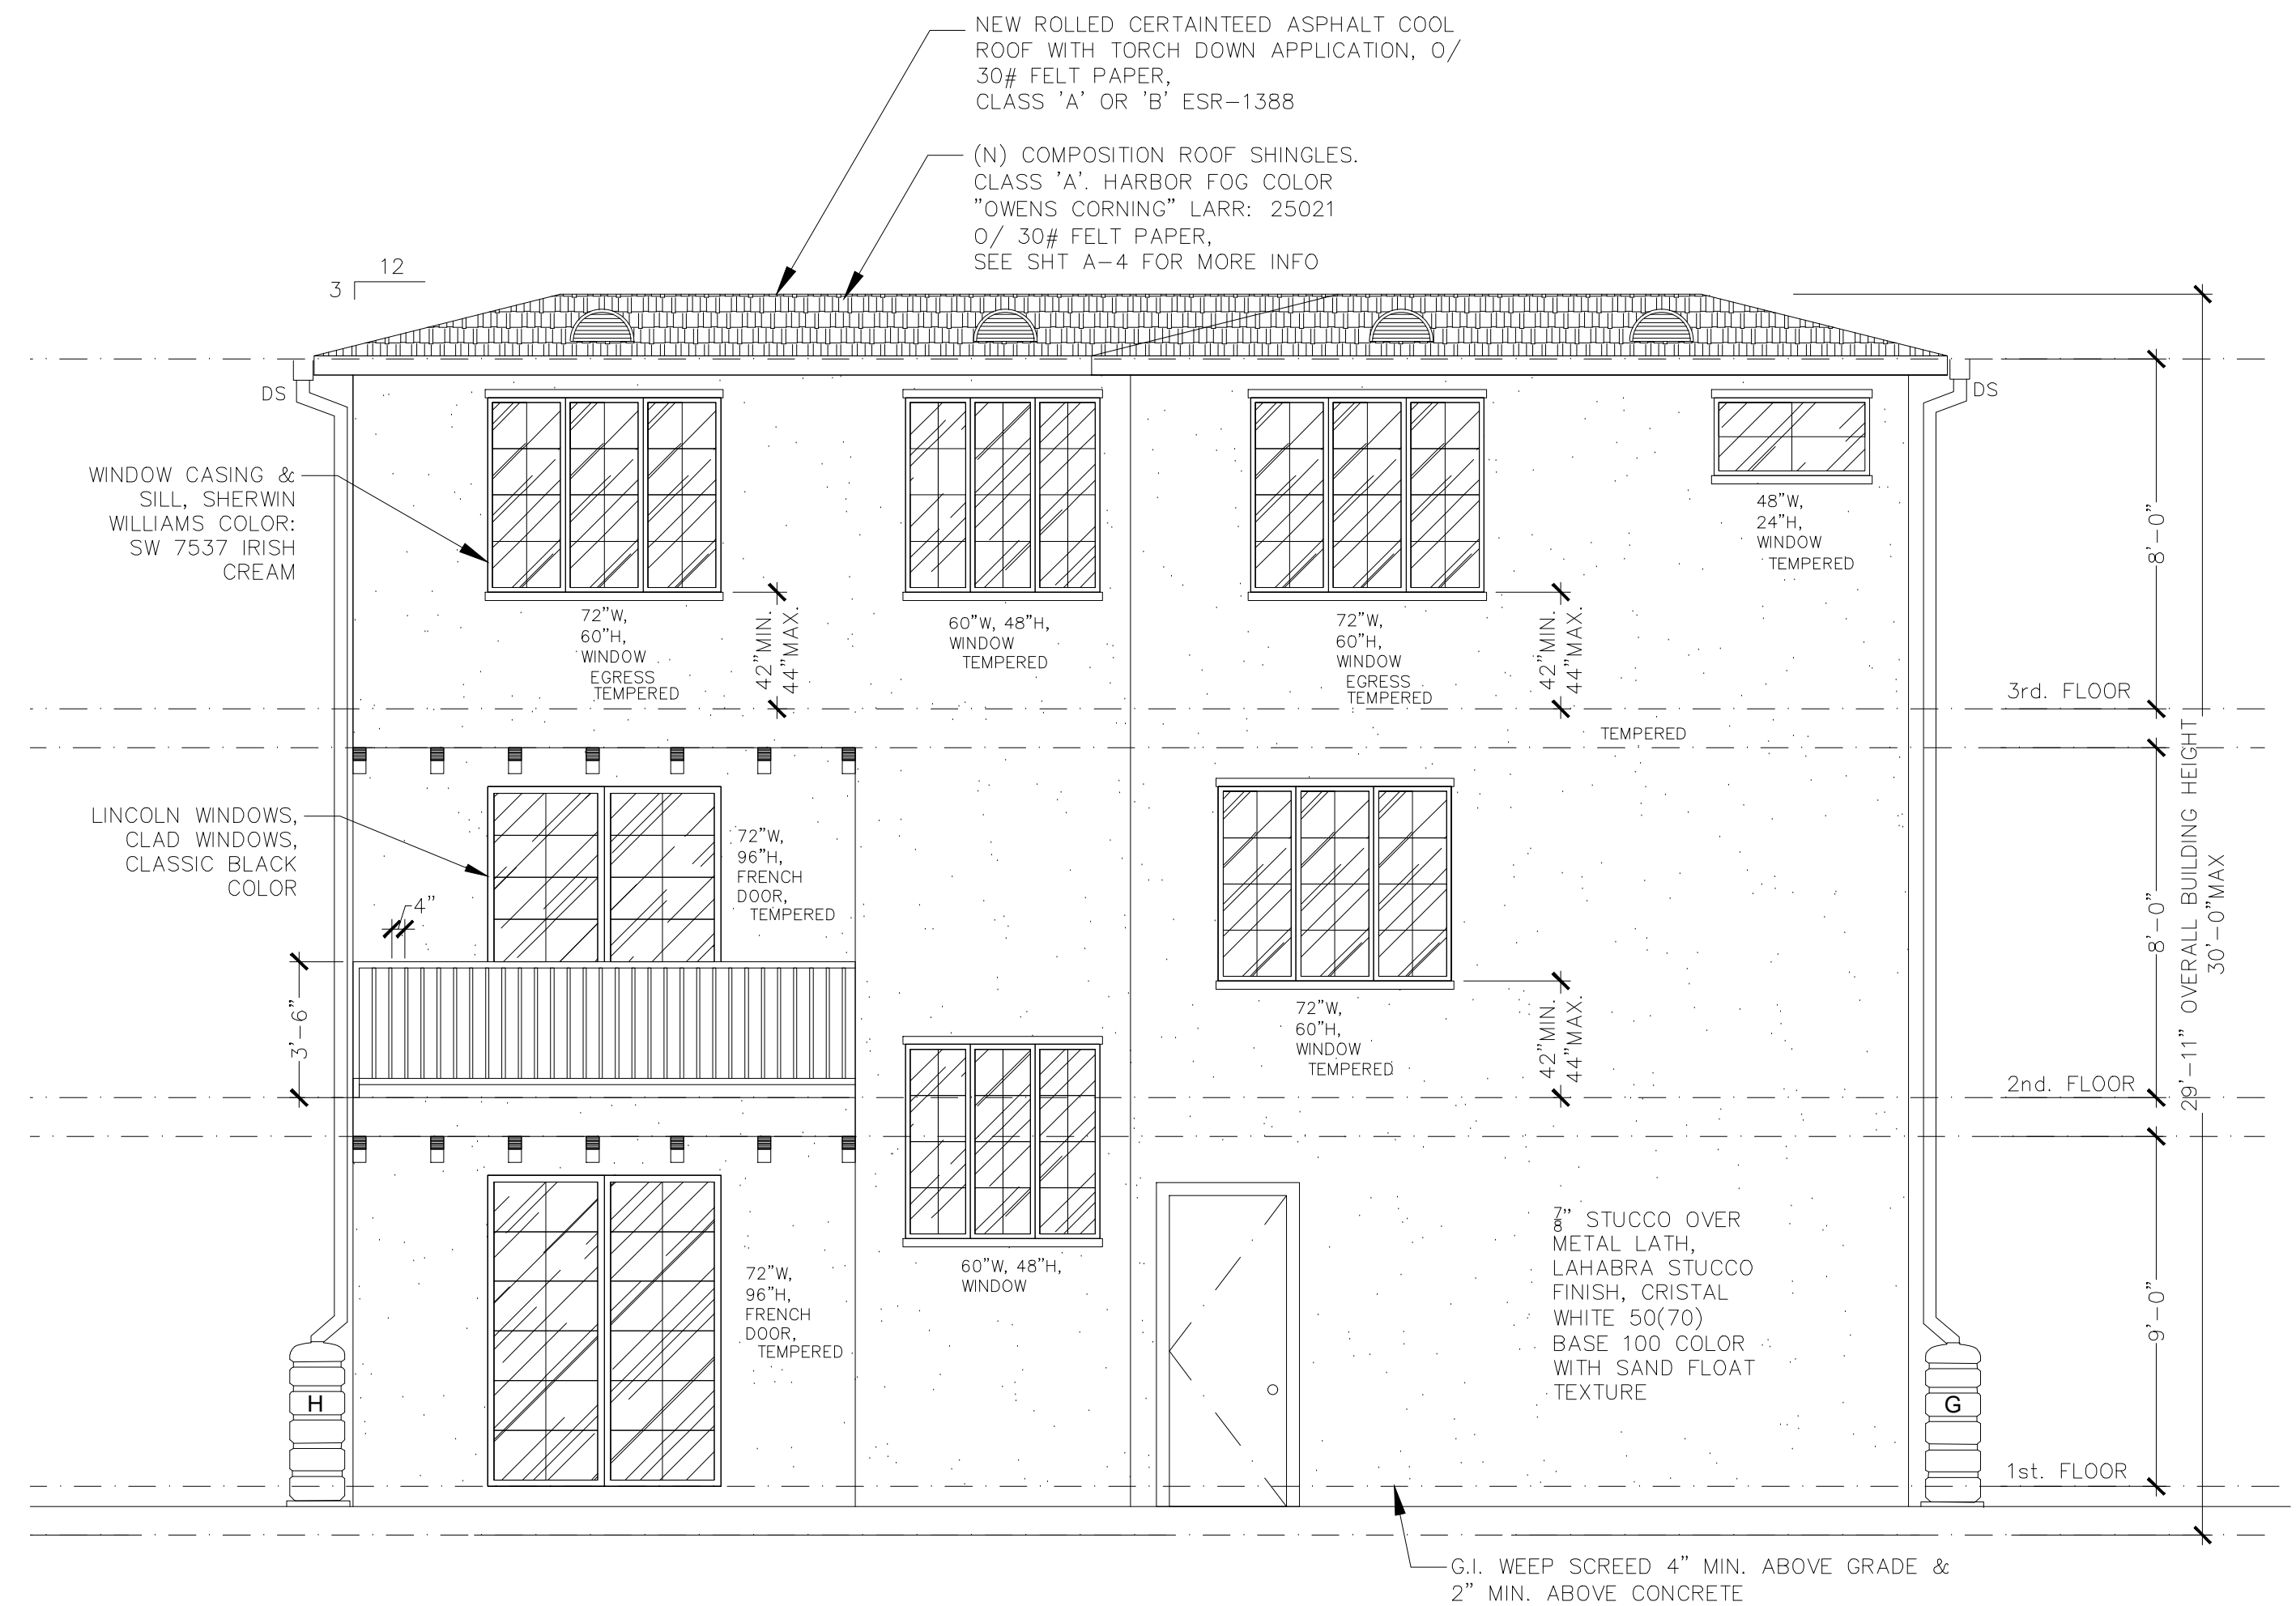 NEW ROLLED CERTAINTEED ASPHALT COOL
ROOF WITH TORCH DOWN APPLICATION, O/
30# FELT PAPER,
CLASS 'A' OR 'B' ESR-1388
(N) COMPOSITION ROOF SHINGLES.
CLASS 'A'. HARBOR FOG COLOR
"OWENS CORNING" LARR: 25021
O/ 30# FELT PAPER,
SEE SHT A-4 FOR MORE INFO
12
3
DS
DS
WINDOW CASING &
SILL, SHERWIN
WILLIAMS COLOR:
SW 7537 IRISH
CREAM
72"W,
60"H,
WINDOW
EGRESS
TEMPERED
42"MIN.
44"MAX.
60"W, 48"H,
WINDOW
TEMPERED
72"W,
60"H,
WINDOW
EGRESS
TEMPERED
42"MIN.
44"MAX.
48"W,
24"H,
WINDOW
TEMPERED
8'-0"
3rd. FLOOR
TEMPERED
LINCOLN WINDOWS,
CLAD WINDOWS,
CLASSIC BLACK
COLOR
4"
3'-6"
72"W,
96"H,
FRENCH
DOOR,
TEMPERED
72"W,
60"H,
WINDOW
TEMPERED
42"MIN.
44"MAX.
8'-0"
29'-11" OVERALL BUILDING HEIGHT
30'-0"MAX
2nd. FLOOR
72"W,
96"H,
FRENCH
DOOR,
TEMPERED
60"W, 48"H,
WINDOW
7/8" STUCCO OVER
METAL LATH,
LAHABRA STUCCO
FINISH, CRISTAL
WHITE 50(70)
BASE 100 COLOR
WITH SAND FLOAT
TEXTURE
9'-0"
H
G
1st. FLOOR
G.I. WEEP SCREED 4" MIN. ABOVE GRADE &
2" MIN. ABOVE CONCRETE